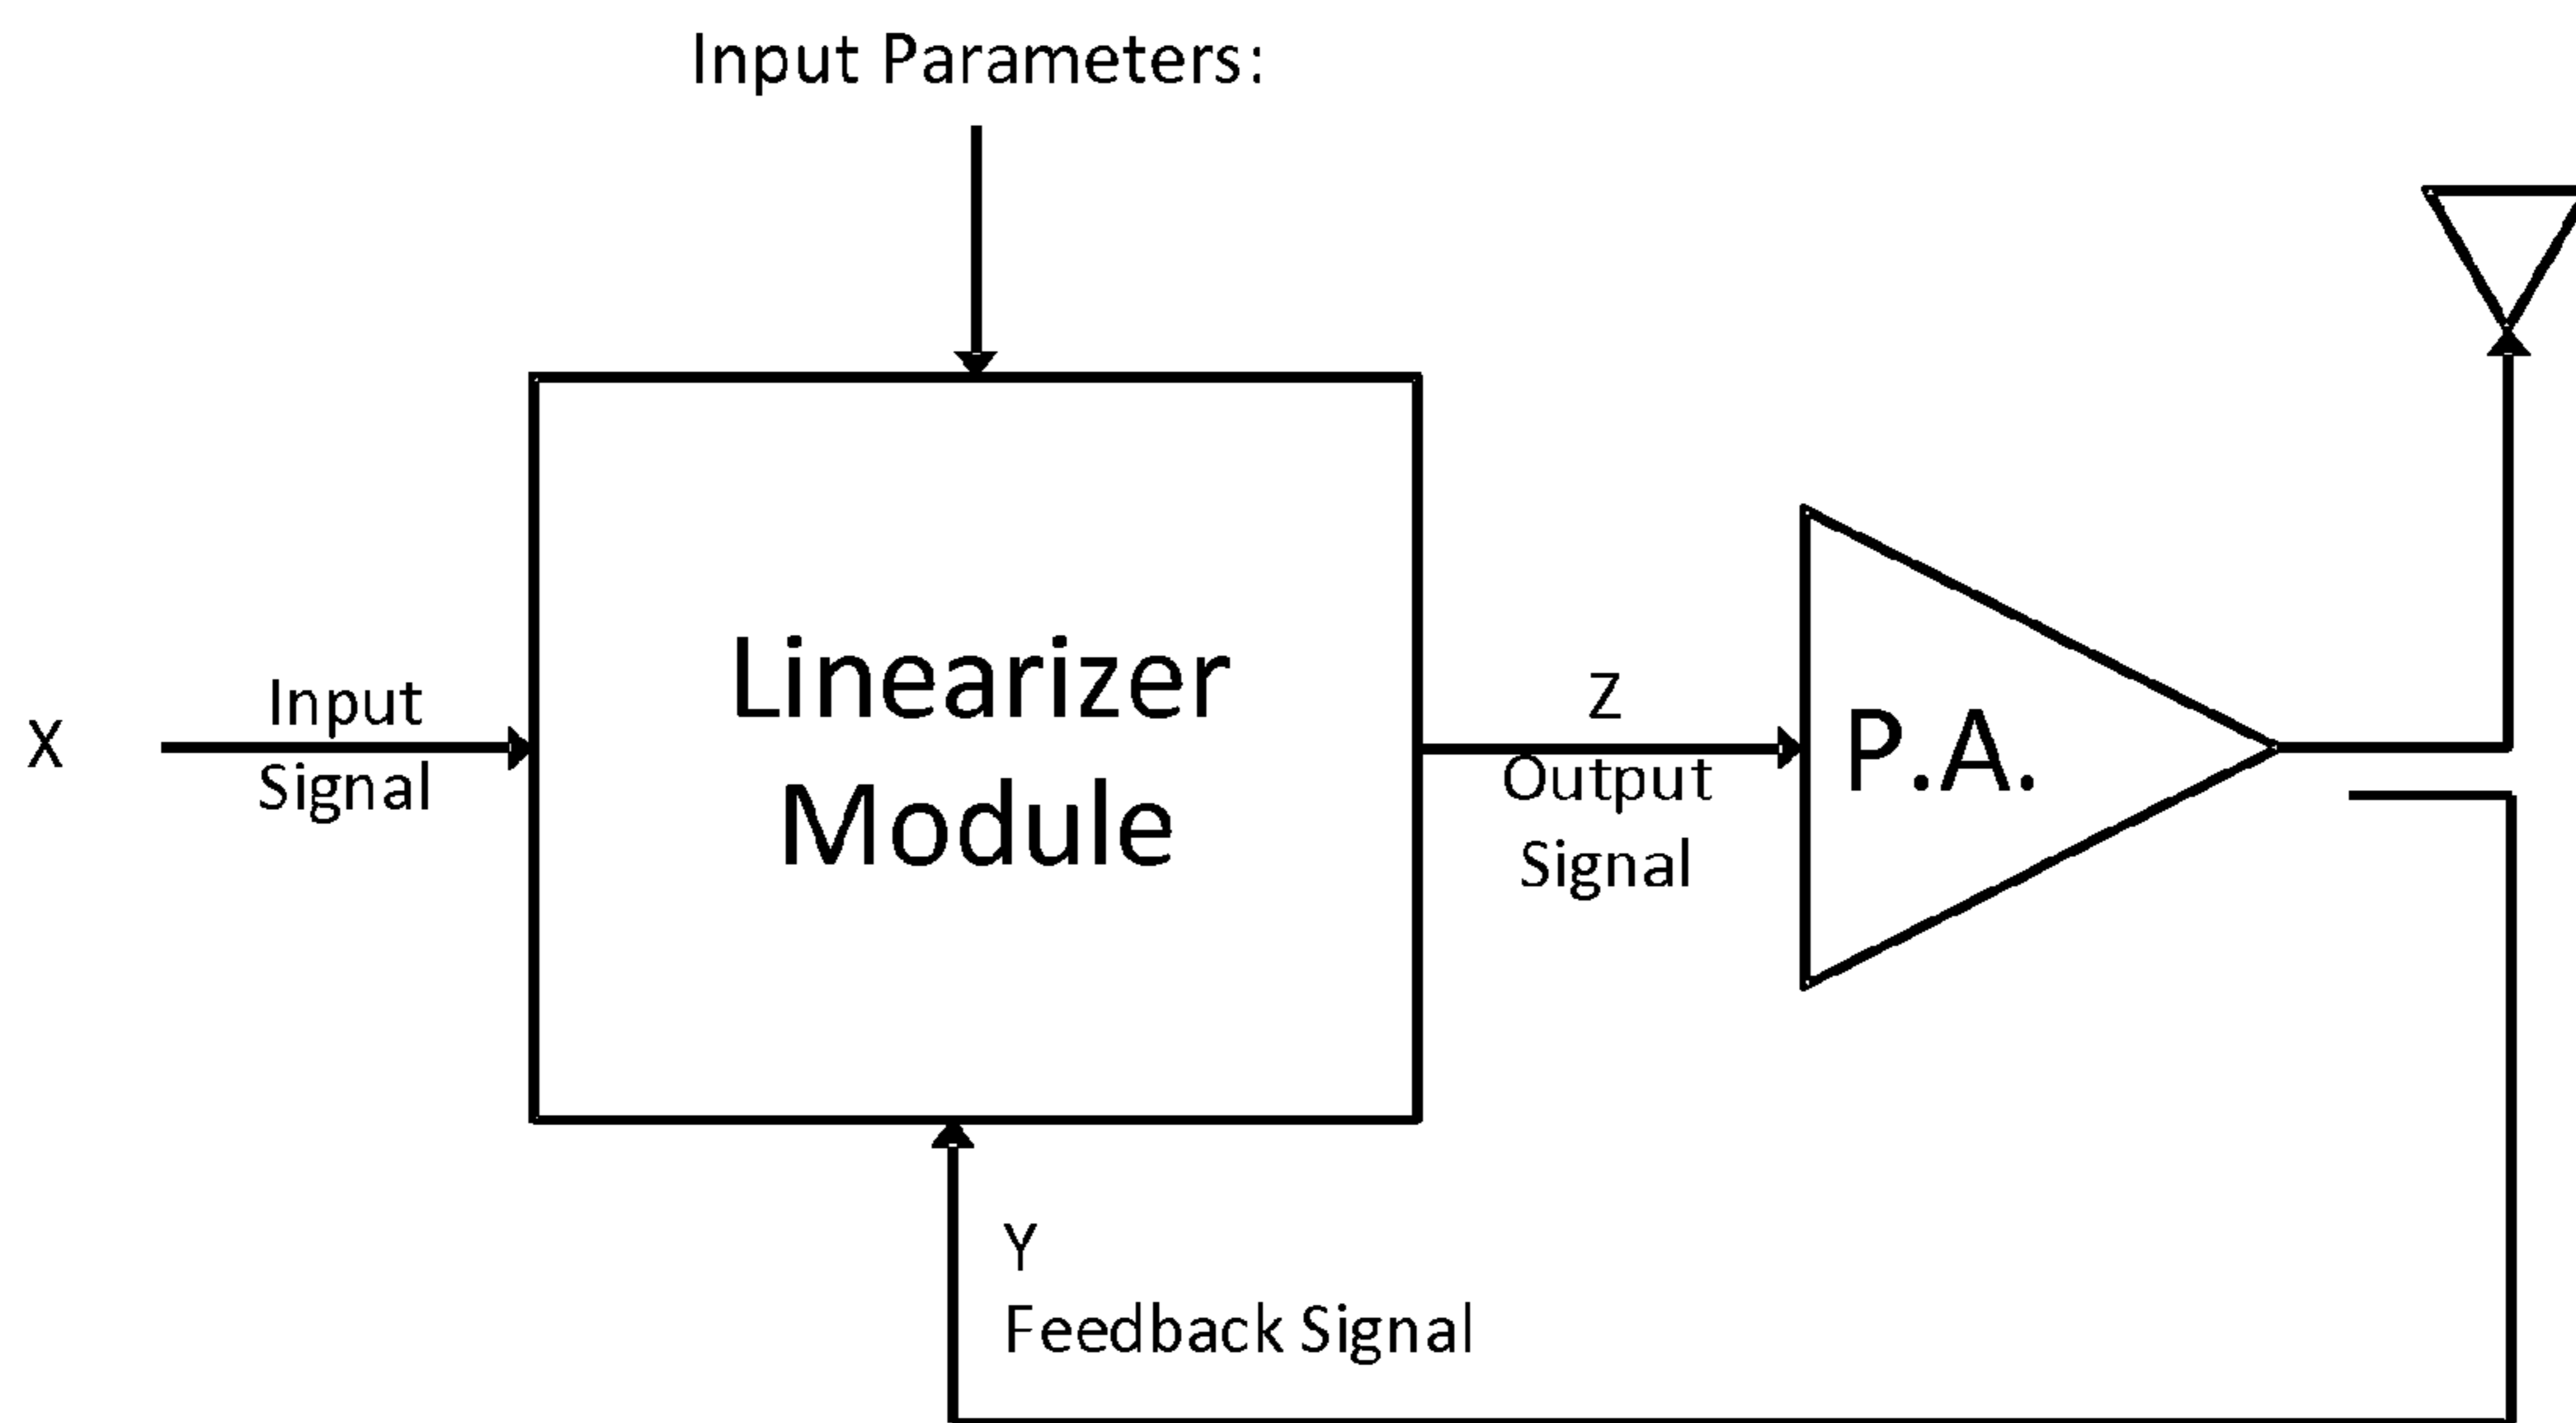 Input Parameters:
X
Input
Signal
Linearizer
Module
Z
Output
Signal
P.A.
Y
Feedback Signal